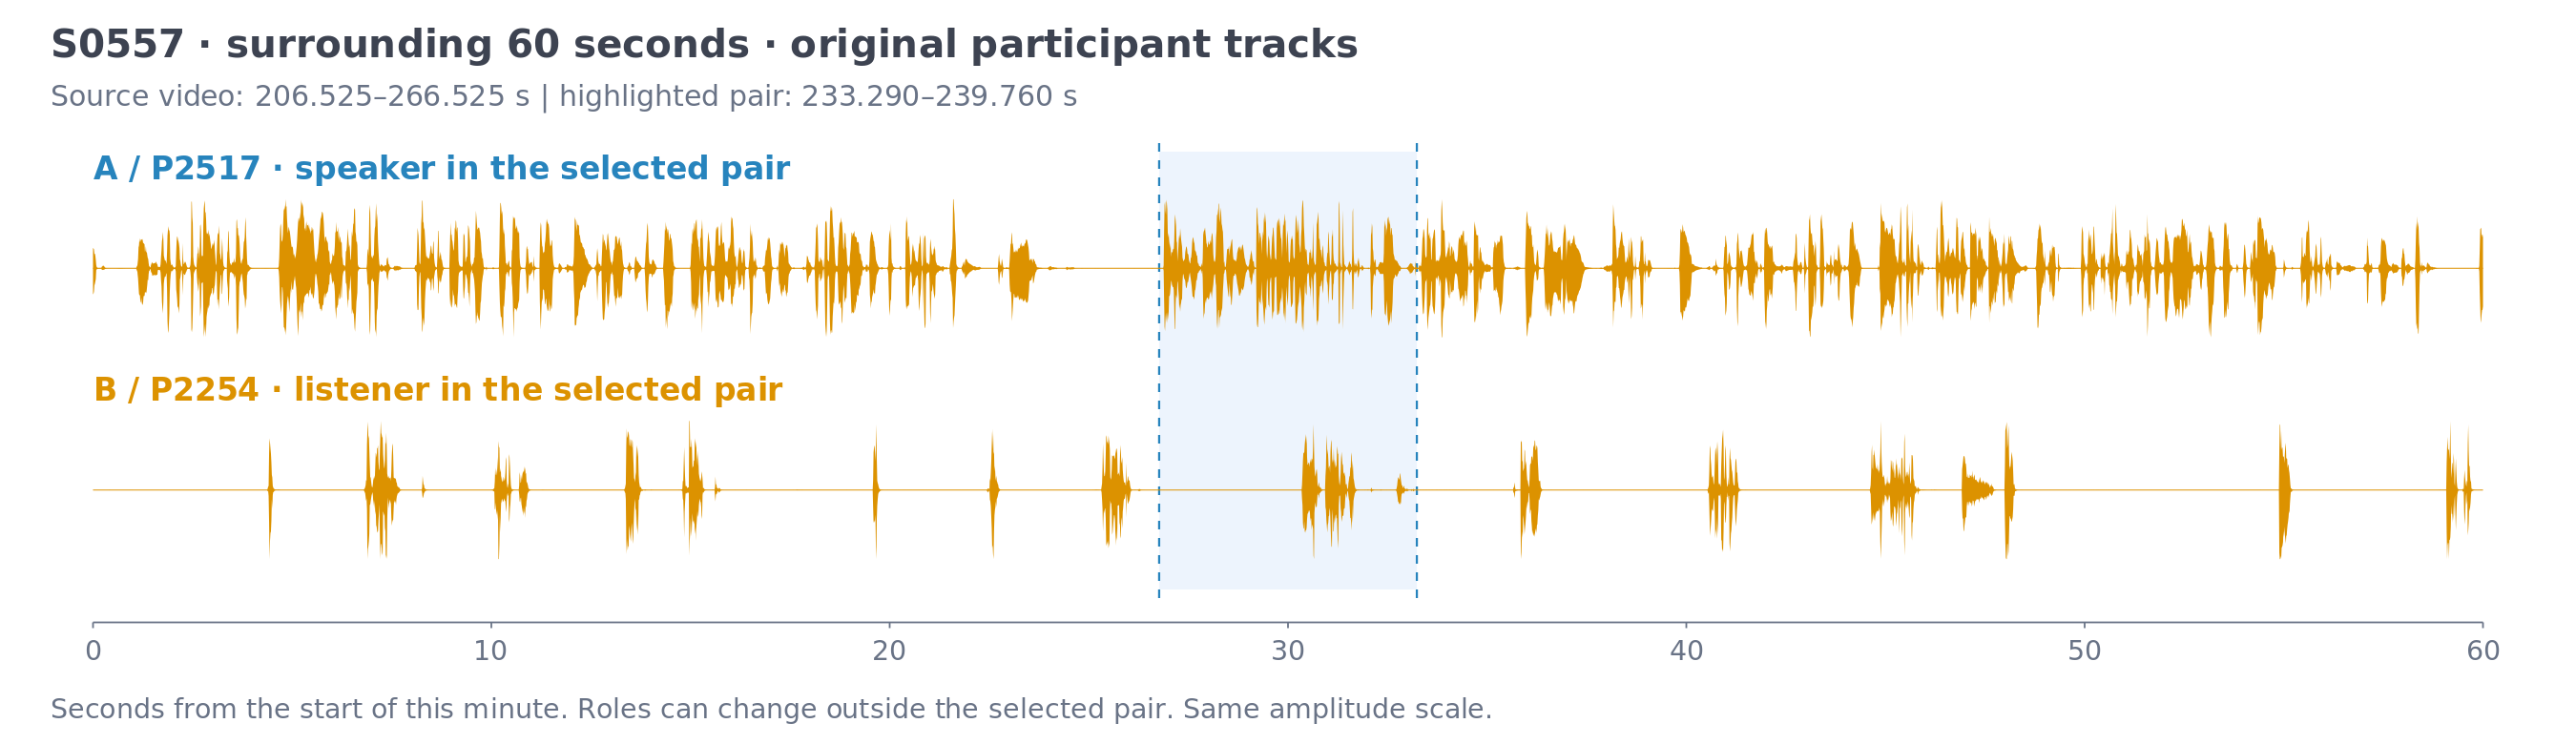 S0557 · surrounding 60 seconds · original participant tracks
Source video: 206.525–266.525 s | highlighted pair: 233.290–239.760 s
A / P2517 · speaker in the selected pair
B / P2254 · listener in the selected pair
0 10 20 30 40 50 60
Seconds from the start of this minute. Roles can change outside the selected pair. Same amplitude scale.